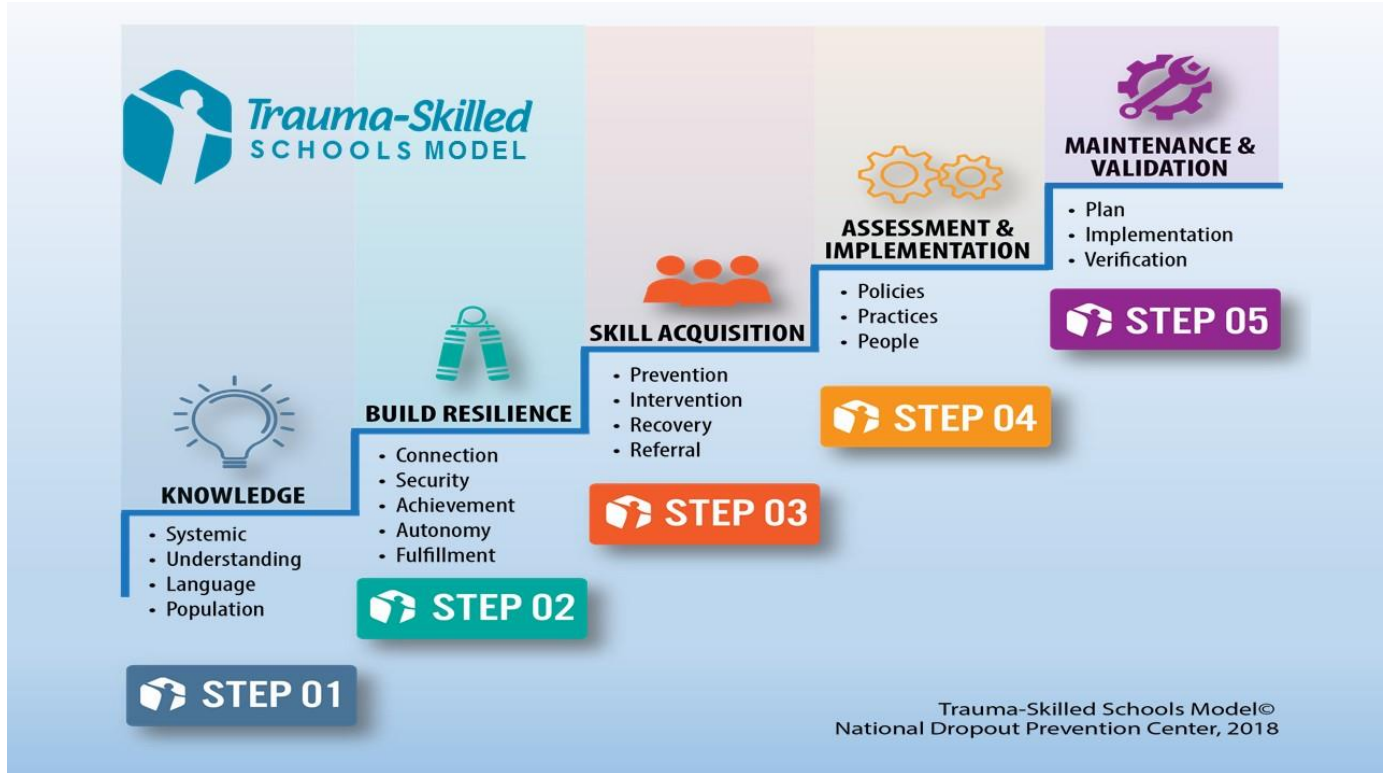 Trauma-Skilled
SCHOOLS MODEL
KNOWLEDGE
• Systemic
• Understanding
• Language
• Population
STEP 01
BUILD RESILIENCE
• Connection
• Security
• Achievement
• Autonomy
• Fulfillment
STEP 02
SKILL ACQUISITION
• Prevention
• Intervention
• Recovery
• Referral
STEP 03
ASSESSMENT &
IMPLEMENTATION
• Policies
• Practices
• People
STEP 04
MAINTENANCE &
VALIDATION
• Plan
• Implementation
• Verification
STEP 05
Trauma-Skilled Schools Model©
National Dropout Prevention Center, 2018